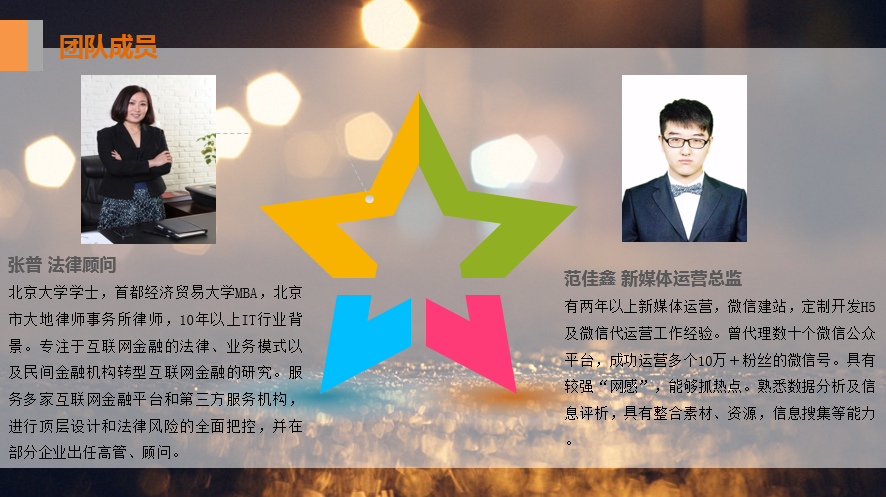 团队成员
张普 法律顾问
北京大学学士，首都经济贸易大学MBA，北京
市大地律师事务所律师，10年以上IT行业背
景。专注于互联网金融的法律、业务模式以
及民间金融机构转型互联网金融的研究。服
务多家互联网金融平台和第三方服务机构，
进行顶层设计和法律风险的全面把控，并在
部分企业出任高管、顾问。
范佳鑫 新媒体运营总监
有两年以上新媒体运营，微信建站，定制开发H5
及微信代运营工作经验。曾代理数十个微信公众
平台，成功运营多个10万＋粉丝的微信号。具有
较强“网感”，能够抓热点。熟悉数据分析及信
息评析，具有整合素材、资源，信息搜集等能力
。